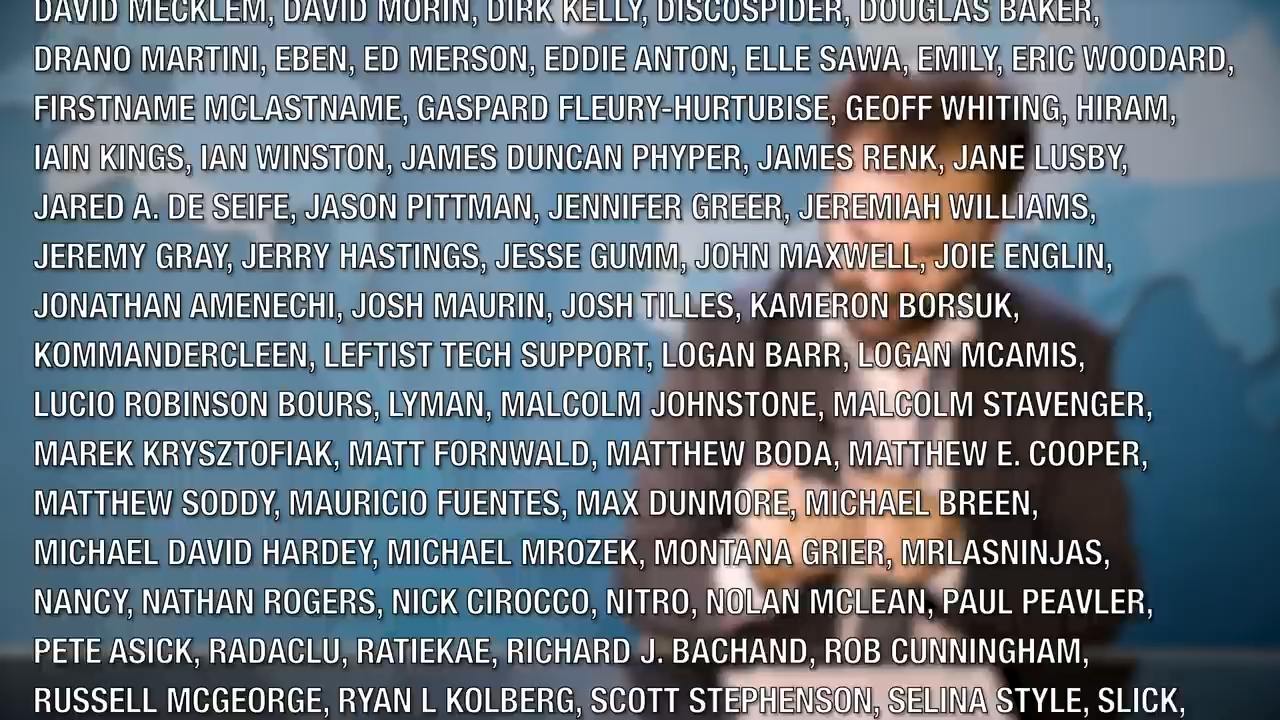 DAVID MECKLEM, DAVID MORIN, DIRK KELLY, DISCOSPIDER, DOUGLAS BAKER,
DRANO MARTINI, EBEN, ED MERSON, EDDIE ANTON, ELLE SAWA, EMILY, ERIC WOODARD,
FIRSTNAME MCLASTNAME, GASPARD FLEURY-HURTUBISE, GEOFF WHITING, HIRAM,
IAIN KINGS, IAN WINSTON, JAMES DUNCAN PHYPER, JAMES RENK, JANE LUSBY,
JARED A. DE SEIFE, JASON PITTMAN, JENNIFER GREER, JEREMIAH WILLIAMS,
JEREMY GRAY, JERRY HASTINGS, JESSE GUMM, JOHN MAXWELL, JOIE ENGLIN,
JONATHAN AMENECHI, JOSH MAURIN, JOSH TILLES, KAMERON BORSUK,
KOMMANDERCLEEN, LEFTIST TECH SUPPORT, LOGAN BARR, LOGAN MCAMIS,
LUCIO ROBINSON BOURS, LYMAN, MALCOLM JOHNSTONE, MALCOLM STAVENGER,
MAREK KRYSZTOFIAK, MATT FORNWALD, MATTHEW BODA, MATTHEW E. COOPER,
MATTHEW SODDY, MAURICIO FUENTES, MAX DUNMORE, MICHAEL BREEN,
MICHAEL DAVID HARDEY, MICHAEL MROZEK, MONTANA GRIER, MRLASNINJAS,
NANCY, NATHAN ROGERS, NICK CIROCCO, NITRO, NOLAN MCLEAN, PAUL PEAVLER,
PETE ASICK, RADACLU, RATIEKAE, RICHARD J. BACHAND, ROB CUNNINGHAM,
RUSSELL MCGEORGE, RYAN L KOLBERG, SCOTT STEPHENSON, SELINA STYLE, SLICK,